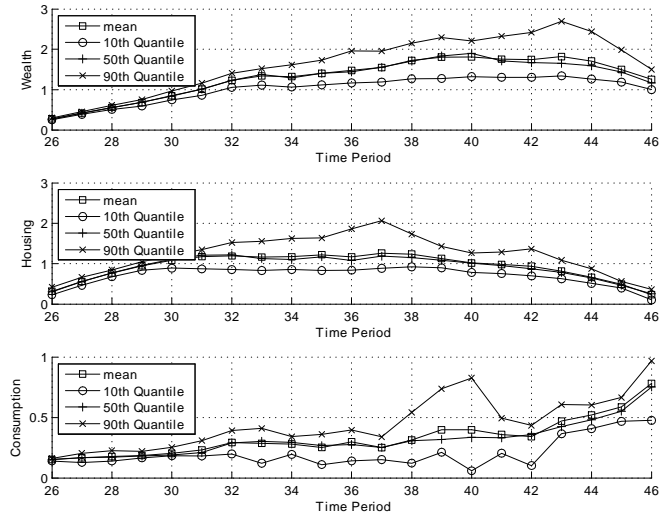 3
2
1
0
Wealth
mean
10th Quantile
50th Quantile
90th Quantile
26 28 30 32 34 36 38 40 42 44 46
Time Period
3
2
1
0
Housing
mean
10th Quantile
50th Quantile
90th Quantile
26 28 30 32 34 36 38 40 42 44 46
Time Period
1
0.5
0
Consumption
mean
10th Quantile
50th Quantile
90th Quantile
26 28 30 32 34 36 38 40 42 44 46
Time Period